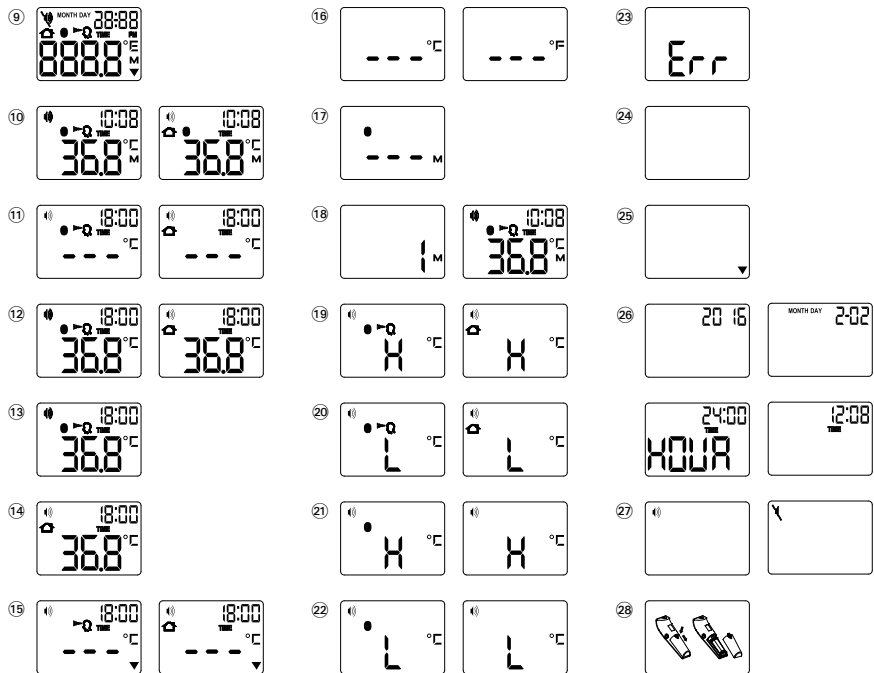 ⑨
MONTH DAY 28:88
TIME PM
888.8 °E
M
⑩
10:08
TIME
36.8 °C
M
10:08
TIME
36.8 °C
M
⑪
18:00
TIME
--- °C
18:00
TIME
--- °C
⑫
18:00
TIME
36.8 °C
18:00
TIME
36.8 °C
⑬
18:00
TIME
36.8 °C
⑭
18:00
TIME
36.8 °C
⑮
18:00
TIME
--- °C
18:00
TIME
--- °C
⑯
--- °C
--- °F
⑰
--- M
⑱
1 M
10:08
TIME
36.8 °C
M
⑲
H °C
H °C
⑳
L °C
L °C
㉑
H °C
H °C
㉒
L °C
L °C
㉓
Err
㉔
㉕
㉖
2016
MONTH DAY 2-02
24:00
TIME
HOUR
12:08
TIME
㉗
㉘